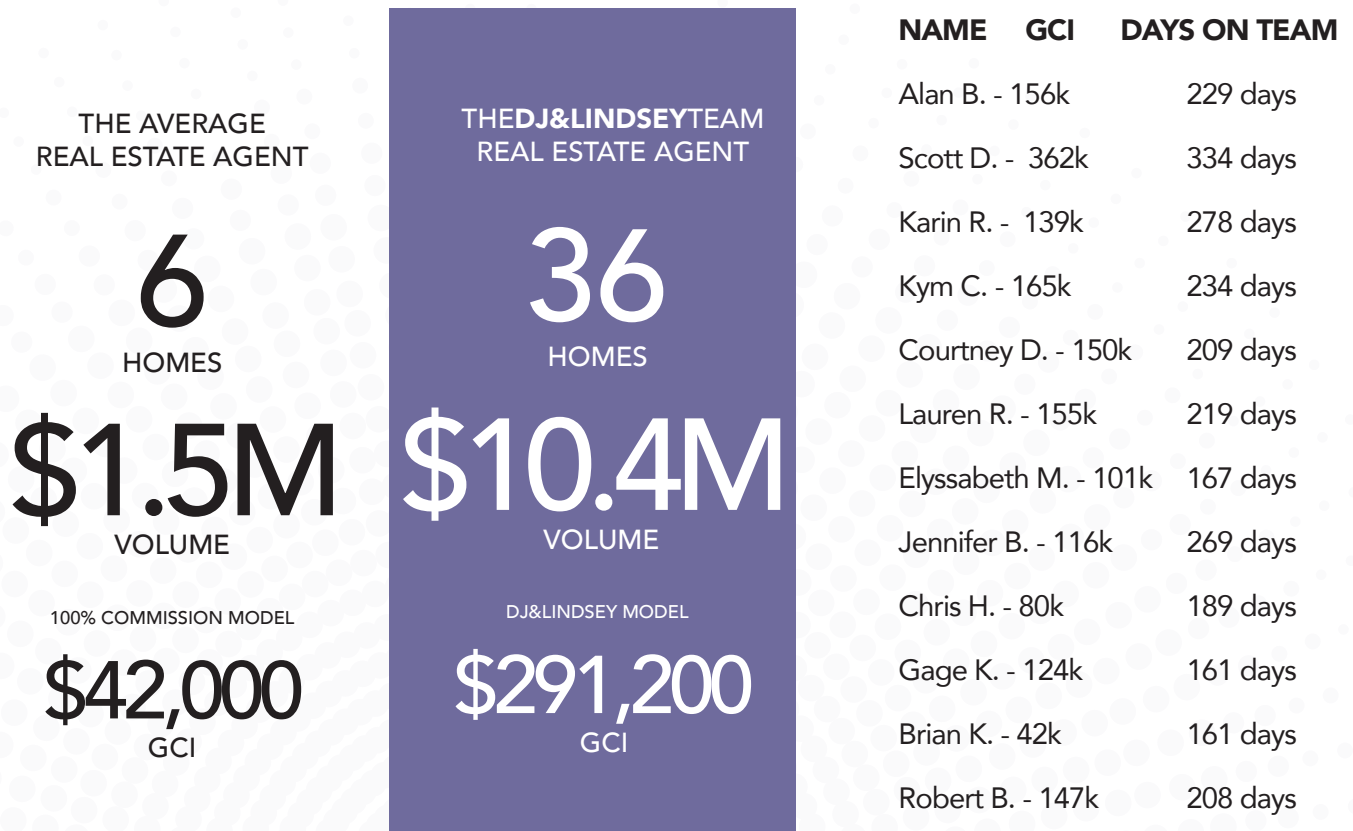 THE AVERAGE
REAL ESTATE AGENT
6
HOMES
$1.5M
VOLUME
100% COMMISSION MODEL
$42,000
GCI
THEDJ&LINDSEYTEAM
REAL ESTATE AGENT
36
HOMES
$10.4M
VOLUME
DJ&LINDSEY MODEL
$291,200
GCI
NAME GCI DAYS ON TEAM
Alan B. - 156k 229 days
Scott D. - 362k 334 days
Karin R. - 139k 278 days
Kym C. - 165k 234 days
Courtney D. - 150k 209 days
Lauren R. - 155k 219 days
Elyssabeth M. - 101k 167 days
Jennifer B. - 116k 269 days
Chris H. - 80k 189 days
Gage K. - 124k 161 days
Brian K. - 42k 161 days
Robert B. - 147k 208 days